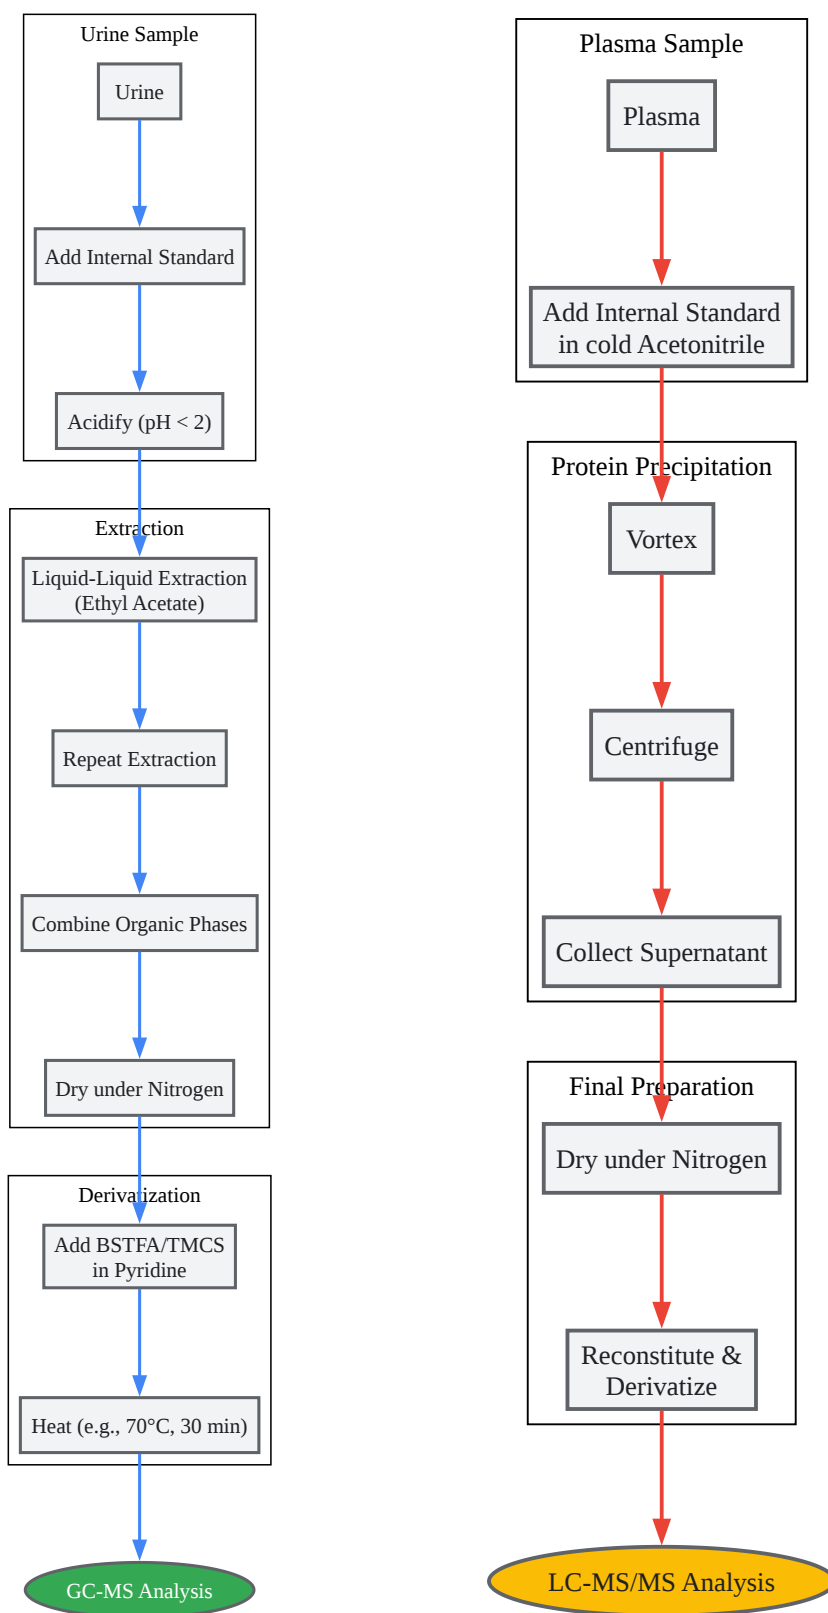 Urine Sample
Urine
Add Internal Standard
Acidify (pH < 2)
Extraction
Liquid-Liquid Extraction
(Ethyl Acetate)
Repeat Extraction
Combine Organic Phases
Dry under Nitrogen
Derivatization
Add BSTFA/TMCS
in Pyridine
Heat (e.g., 70°C, 30 min)
GC-MS Analysis
Plasma Sample
Plasma
Add Internal Standard
in cold Acetonitrile
Protein Precipitation
Vortex
Centrifuge
Collect Supernatant
Final Preparation
Dry under Nitrogen
Reconstitute &
Derivatize
LC-MS/MS Analysis